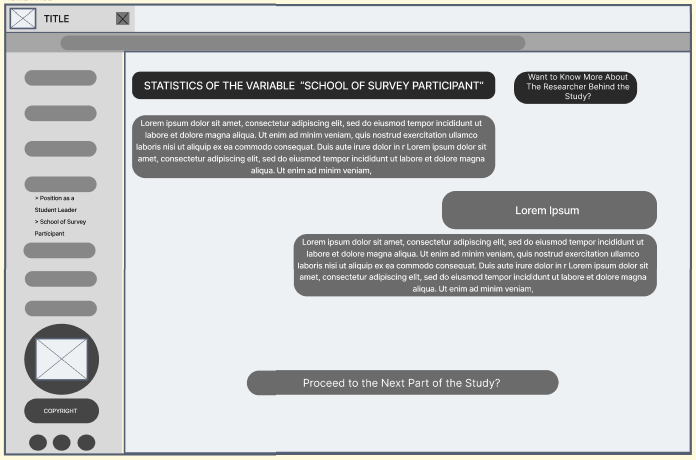 TITLE
STATISTICS OF THE VARIABLE "SCHOOL OF SURVEY PARTICIPANT"
Want to Know More About
The Researcher Behind the
Study?
Lorem ipsum dolor sit amet, consectetur adipiscing elit, sed do eiusmod tempor incididunt ut
labore et dolore magna aliqua. Ut enim ad minim veniam, quis nostrud exercitation ullamco
laboris nisi ut aliquip ex ea commodo consequat. Duis aute irure dolor in r Lorem ipsum dolor sit
amet, consectetur adipiscing elit, sed do eiusmod tempor incididunt ut labore et dolore magna
aliqua. Ut enim ad minim veniam,
> Position as a
Student Leader
> School of Survey
Participant
Lorem Ipsum
Lorem ipsum dolor sit amet, consectetur adipiscing elit, sed do eiusmod tempor incididunt ut
labore et dolore magna aliqua. Ut enim ad minim veniam, quis nostrud exercitation ullamco
laboris nisi ut aliquip ex ea commodo consequat. Duis aute irure dolor in r Lorem ipsum dolor sit
amet, consectetur adipiscing elit, sed do eiusmod tempor incididunt ut labore et dolore magna
aliqua. Ut enim ad minim veniam,
Proceed to the Next Part of the Study?
COPYRIGHT